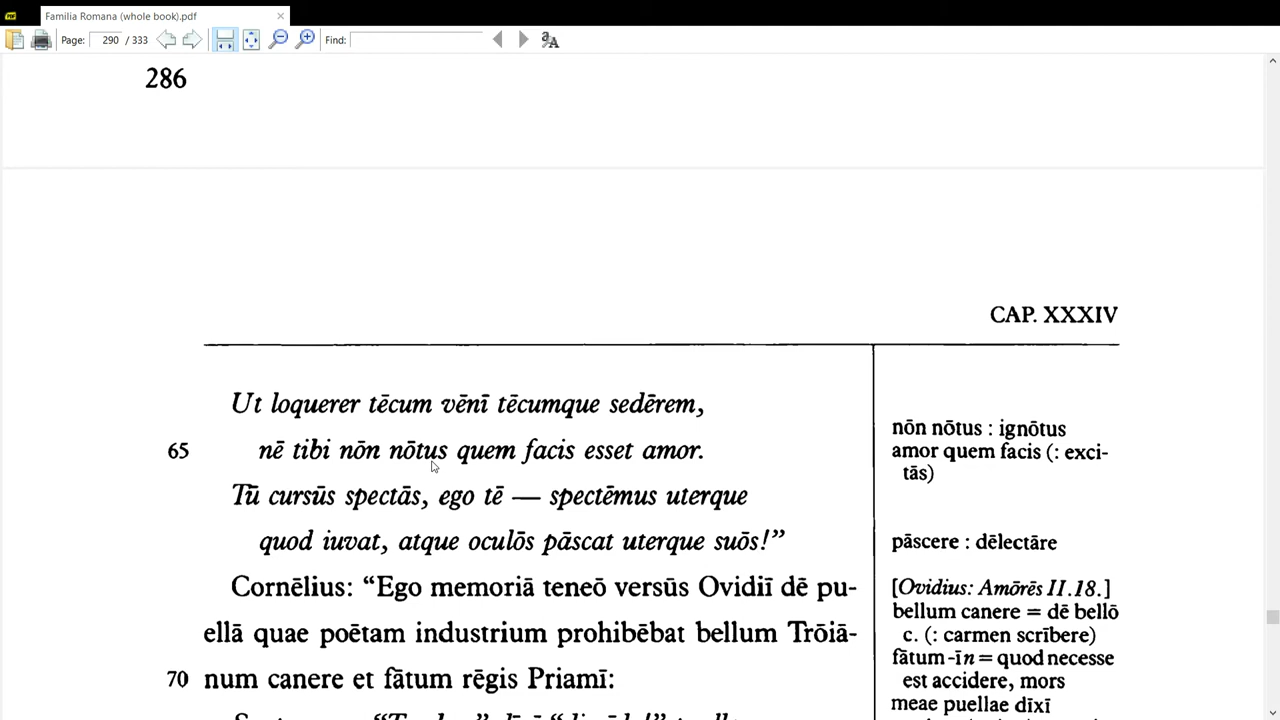 Familia Romana (whole book).pdf
Page: 290 / 333 Find:
286
CAP. XXXIV
Ut loquerer tēcum vēnī tēcumque sedērem,
65 nē tibi nōn nōtus quem facis esset amor.
Tū cursūs spectās, ego tē — spectēmus uterque
quod iuvat, atque oculōs pāscat uterque suōs!”
Cornēlius: “Ego memoriā teneō versūs Ovidiī dē pu-
ellā quae poētam industrium prohibēbat bellum Trōiā-
70 num canere et fātum rēgis Priamī:
nōn nōtus : ignōtus
amor quem facis (: exci-
tās)
pāscere : dēlectāre
[Ovidius: Amōrēs II.18.]
bellum canere = dē bellō
c. (: carmen scrībere)
fātum -ī n = quod necesse
est accidere, mors
meae puellae dīxī